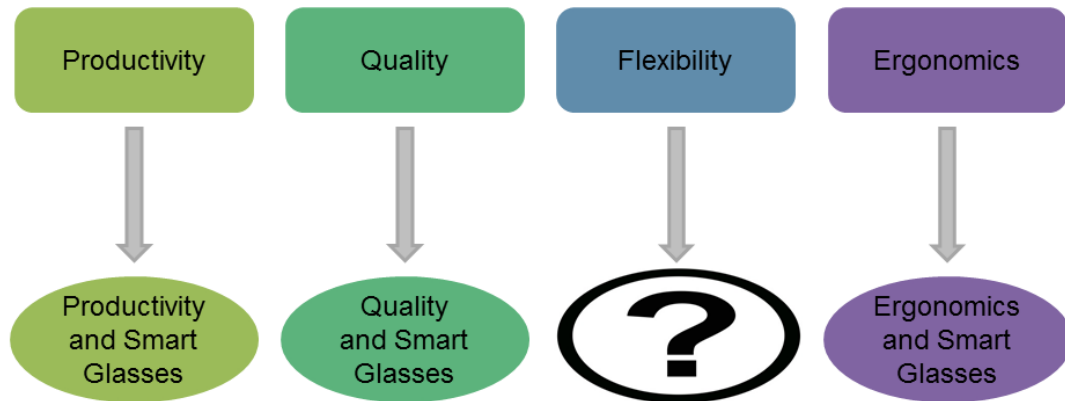 Productivity
Quality
Flexibility
Ergonomics
Productivity
and Smart
Glasses
Quality
and Smart
Glasses
?
Ergonomics
and Smart
Glasses